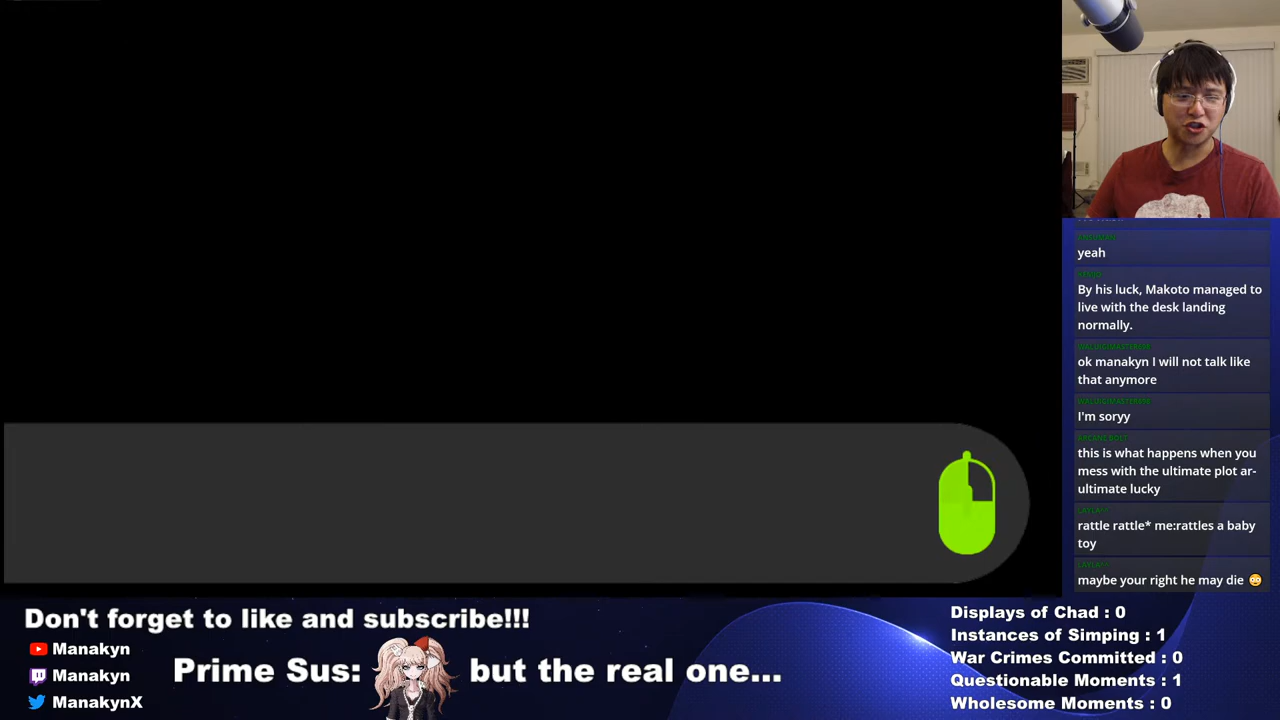 yeah
By his luck, Makoto managed to
live with the desk landing
normally.
WALUIGIMASTER658
ok manakyn I will not talk like
that anymore
I'm soryy
ARCANE BOLT
this is what happens when you
mess with the ultimate plot ar-
ultimate lucky
rattle rattle* me:rattles a baby
toy
maybe your right he may die 😳
Don't forget to like and subscribe!!!
Manakyn
Manakyn
ManakynX
Prime Sus: but the real one...
Displays of Chad : 0
Instances of Simping : 1
War Crimes Committed : 0
Questionable Moments : 1
Wholesome Moments : 0